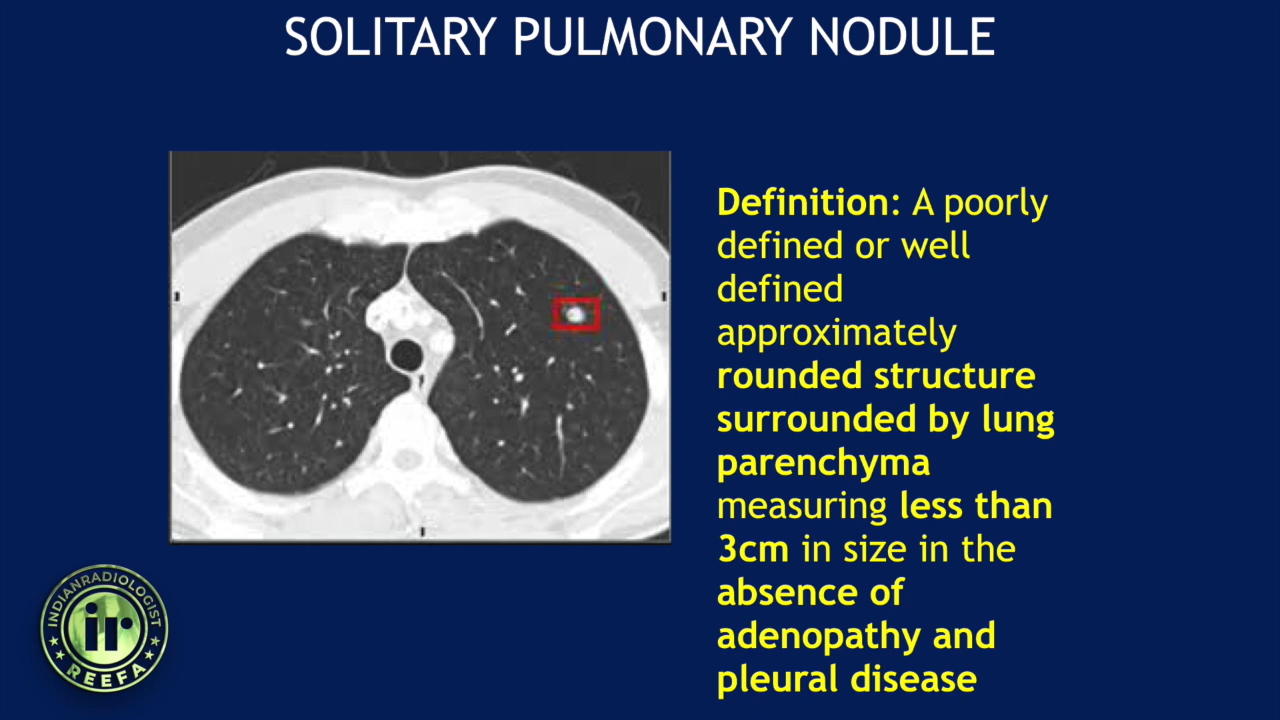 SOLITARY PULMONARY NODULE
Definition: A poorly
defined or well
defined
approximately
rounded structure
surrounded by lung
parenchyma
measuring less than
3cm in size in the
absence of
adenopathy and
pleural disease
INDIANRADIOLOGIST
ir
REEFA